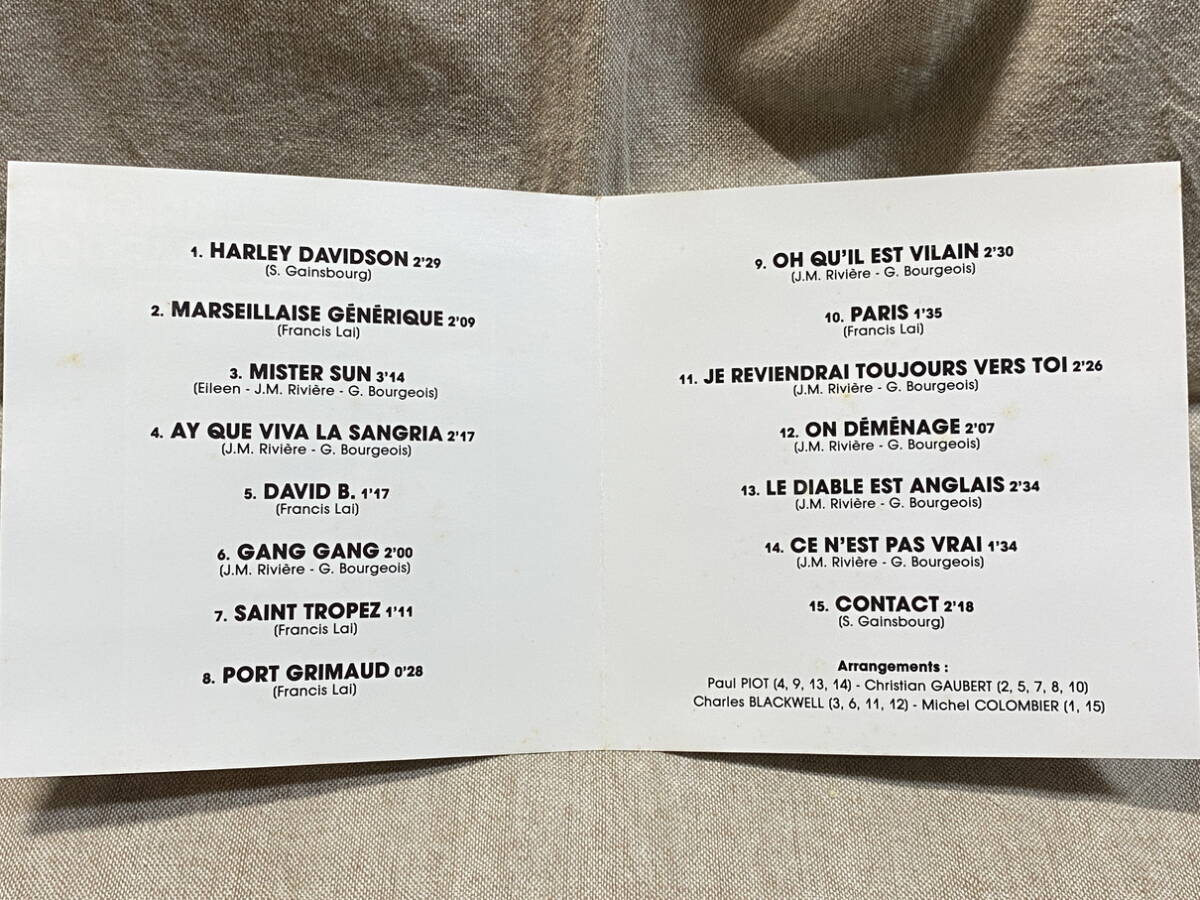 1. HARLEY DAVIDSON 2'29
(S. Gainsbourg)
2. MARSEILLAISE GÉNÉRIQUE 2'09
(Francis Lai)
3. MISTER SUN 3'14
(Eileen - J.M. Rivière - G. Bourgeois)
4. AY QUE VIVA LA SANGRIA 2'17
(J.M. Rivière - G. Bourgeois)
5. DAVID B. 1'17
(Francis Lai)
6. GANG GANG 2'00
(J.M. Rivière - G. Bourgeois)
7. SAINT TROPEZ 1'11
(Francis Lai)
8. PORT GRIMAUD 0'28
(Francis Lai)
9. OH QU'IL EST ViLAIN 2'30
(J.M. Rivière - G. Bourgeois)
10. PARIS 1'35
(Francis Lai)
11. JE REVIENDRAI TOUJOURS VERS TOI 2'26
(J.M. Rivière - G. Bourgeois)
12. ON DÉMÉNAGE 2'07
(J.M. Rivière - G. Bourgeois)
13. LE DIABLE EST ANGLAIS 2'34
(J.M. Rivière - G. Bourgeois)
14. CE N'EST PAS VRAI 1'34
(J.M. Rivière - G. Bourgeois)
15. CONTACT 2'18
(S. Gainsbourg)
Arrangements :
Paul PIOT (4, 9, 13, 14) - Christian GAUBERT (2, 5, 7, 8, 10)
Charles BLACKWELL (3, 6, 11, 12) - Michel COLOMBIER (1, 15)